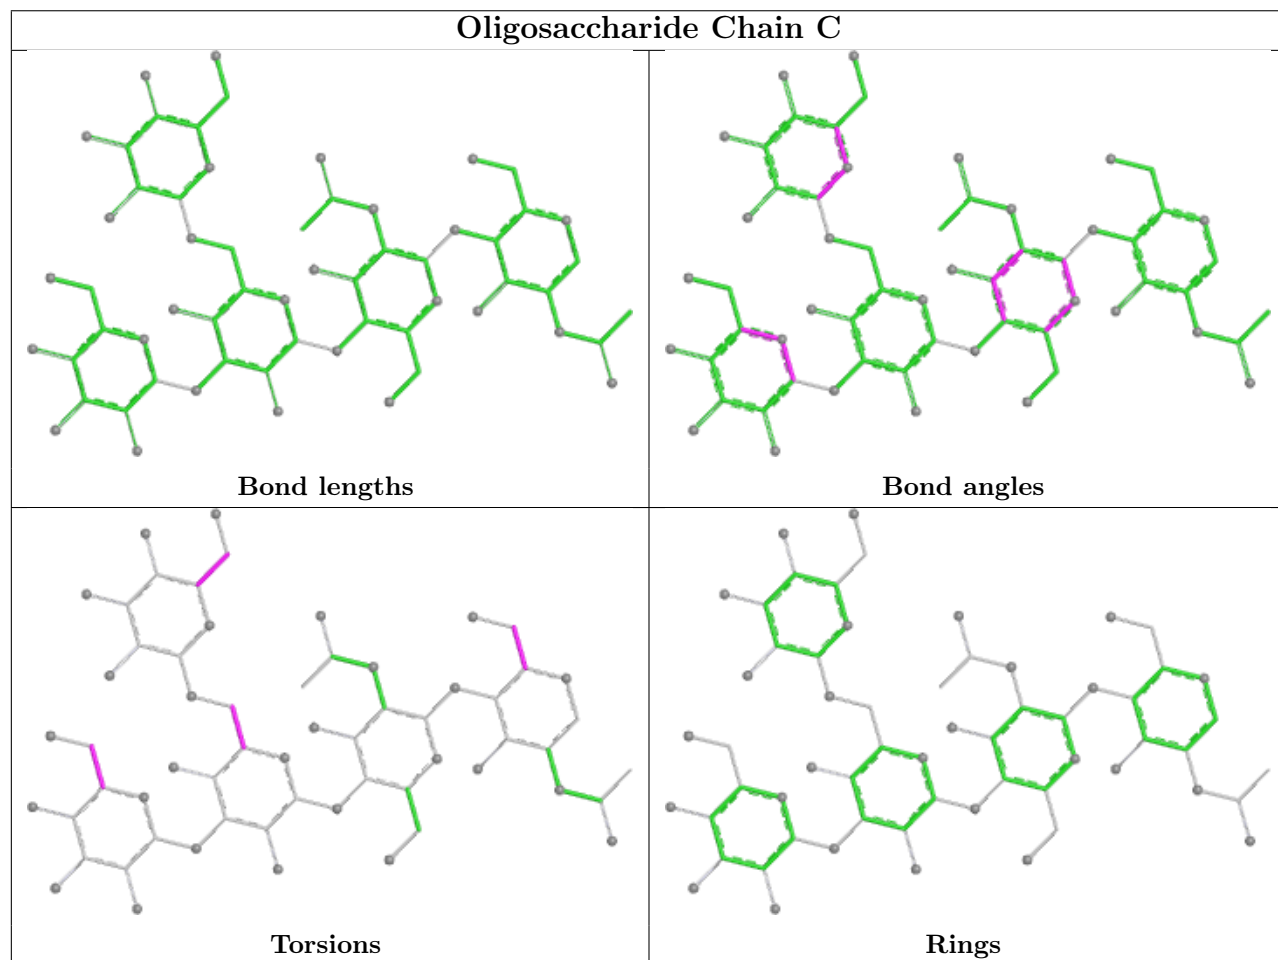 Oligosaccharide Chain C
Bond lengths
Bond angles
Torsions
Rings